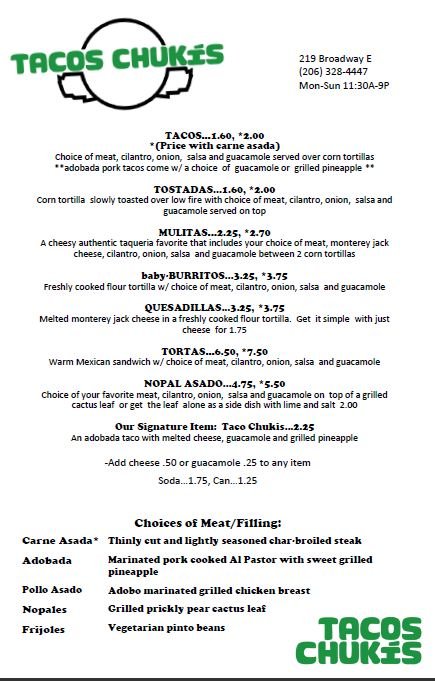 TACOS CHUKÍS
219 Broadway E
(206) 328-4447
Mon-Sun 11:30A-9P
TACOS...1.60, *2.00
*(Price with carne asada)
Choice of meat, cilantro, onion, salsa and guacamole served over corn tortillas
**adobada pork tacos come w/ a choice of guacamole or grilled pineapple **
TOSTADAS...1.60, *2.00
Corn tortilla slowly toasted over low fire with choice of meat, cilantro, onion, salsa and
guacamole served on top
MULITAS...2.25, *2.70
A cheesy authentic taqueria favorite that includes your choice of meat, monterey jack
cheese, cilantro, onion, salsa and guacamole between 2 corn tortillas
baby-BURRITOS...3.25, *3.75
Freshly cooked flour tortilla w/ choice of meat, cilantro, onion, salsa and guacamole
QUESADILLAS...3.25, *3.75
Melted monterey jack cheese in a freshly cooked flour tortilla. Get it simple with just
cheese for 1.75
TORTAS...6.50, *7.50
Warm Mexican sandwich w/ choice of meat, cilantro, onion, salsa and guacamole
NOPAL ASADO...4.75, *5.50
Choice of your favorite meat, cilantro, onion, salsa and guacamole on top of a grilled
cactus leaf or get the leaf alone as a side dish with lime and salt 2.00
Our Signature Item: Taco Chukis...2.25
An adobada taco with melted cheese, guacamole and grilled pineapple
-Add cheese .50 or guacamole .25 to any item
Soda...1.75, Can...1.25
Choices of Meat/Filling:
Carne Asada* Thinly cut and lightly seasoned char-broiled steak
Adobada Marinated pork cooked Al Pastor with sweet grilled
pineapple
Pollo Asado Adobo marinated grilled chicken breast
Nopales Grilled prickly pear cactus leaf
Frijoles Vegetarian pinto beans
TACOS
CHUKÍS